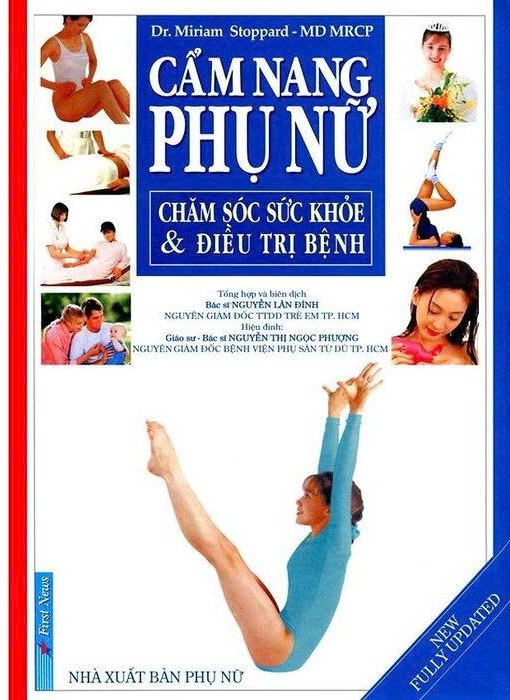 Dr. Miriam Stoppard - MD MRCP
CẨM NANG
PHỤ NỮ
CHĂM SÓC SỨC KHỎE
& ĐIỀU TRỊ BỆNH
Tổng hợp và biên dịch
Bác sĩ NGUYỄN LÂN ĐÍNH
NGUYÊN GIÁM ĐỐC TTDD TRẺ EM TP. HCM
Hiệu đính:
Giáo sư - Bác sĩ NGUYỄN THỊ NGỌC PHƯỢNG
NGUYÊN GIÁM ĐỐC BỆNH VIỆN PHỤ SẢN TỪ DŨ TP. HCM
First News
NHÀ XUẤT BẢN PHỤ NỮ
NEW
FULLY UPDATED